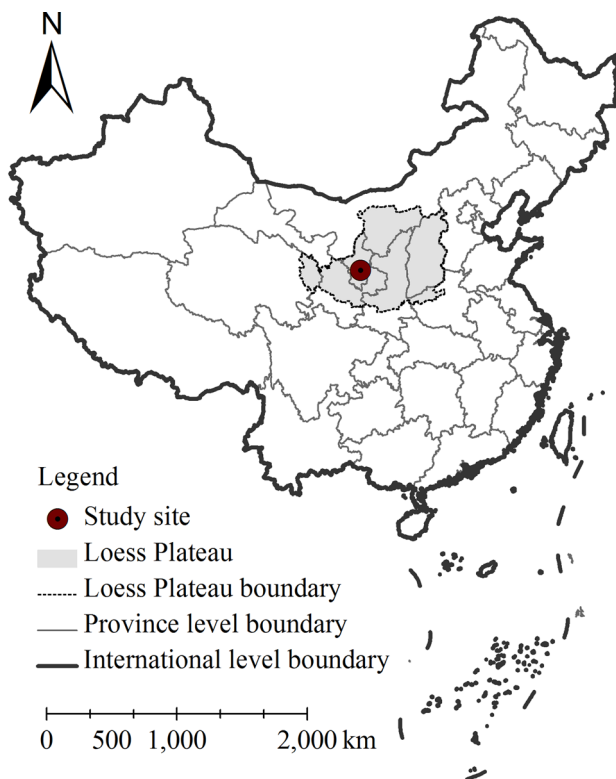 N
Legend
Study site
Loess Plateau
Loess Plateau boundary
Province level boundary
International level boundary
0 500 1,000 2,000 km